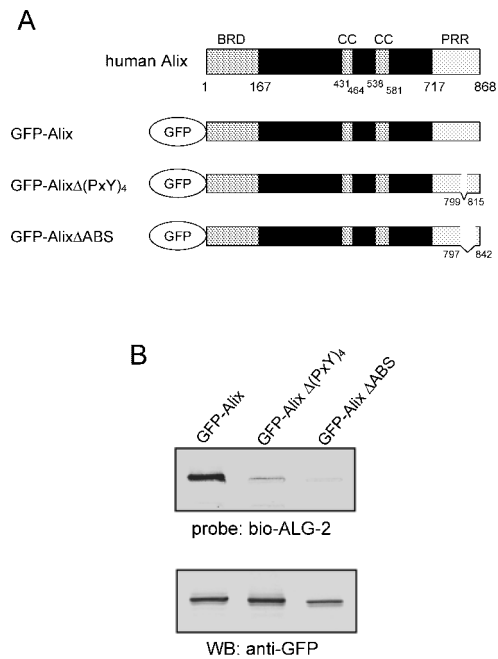 A
BRD CC CC PRR
human Alix
1 167 431 464 538 581 717 868
GFP-Alix GFP
GFP-AlixΔ(PxY)4 GFP
799 815
GFP-AlixΔABS GFP
797 842
B
GFP-Alix
GFP-Alix Δ(PxY)4
GFP-Alix ΔABS
probe: bio-ALG-2
WB: anti-GFP